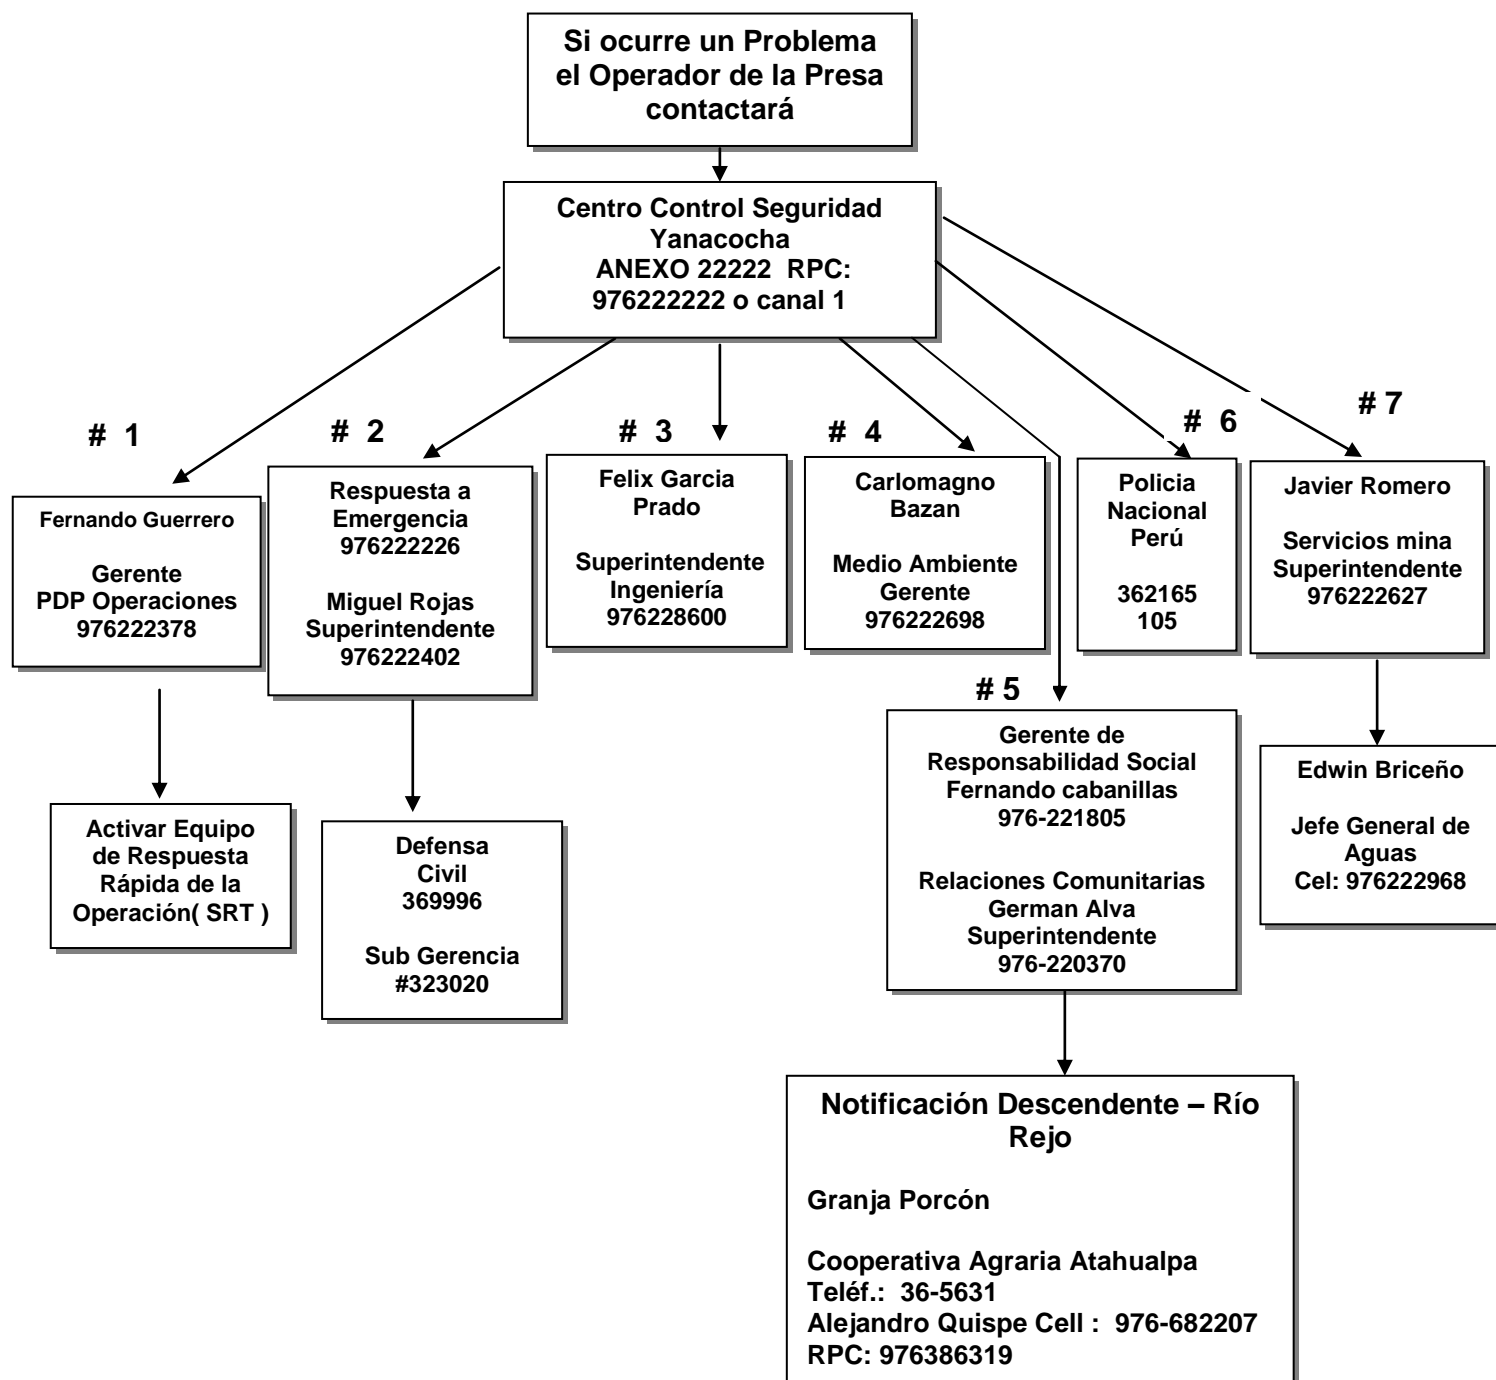 Si ocurre un Problema
el Operador de la Presa
contactará
Centro Control Seguridad
Yanacocha
ANEXO 22222 RPC:
976222222 o canal 1
# 1
Fernando Guerrero
Gerente
PDP Operaciones
976222378
Activar Equipo
de Respuesta
Rápida de la
Operación( SRT )
# 2
Respuesta a
Emergencia
976222226
Miguel Rojas
Superintendente
976222402
Defensa
Civil
369996
Sub Gerencia
#323020
# 3
Felix Garcia
Prado
Superintendente
Ingeniería
976228600
# 4
Carlomagno
Bazan
Medio Ambiente
Gerente
976222698
# 5
Gerente de
Responsabilidad Social
Fernando cabanillas
976-221805
Relaciones Comunitarias
German Alva
Superintendente
976-220370
Notificación Descendente – Río
Rejo
Granja Porcón
Cooperativa Agraria Atahualpa
Teléf.: 36-5631
Alejandro Quispe Cell : 976-682207
RPC: 976386319
# 6
Policia
Nacional
Perú
362165
105
# 7
Javier Romero
Servicios mina
Superintendente
976222627
Edwin Briceño
Jefe General de
Aguas
Cel: 976222968